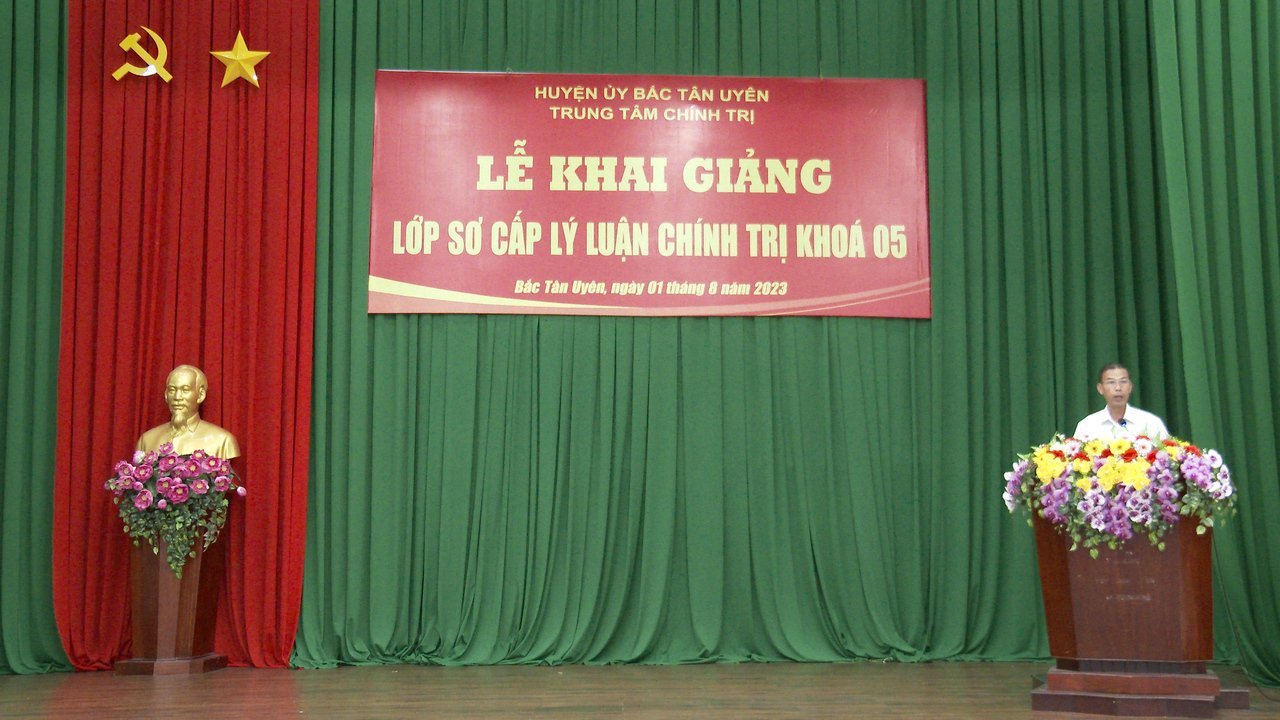 HUYỆN ỦY BẮC TÂN UYÊN
TRUNG TÂM CHÍNH TRỊ
LỄ KHAI GIẢNG
LỚP SƠ CẤP LÝ LUẬN CHÍNH TRỊ KHOÁ 05
Bắc Tân Uyên, ngày 01 tháng 8 năm 2023